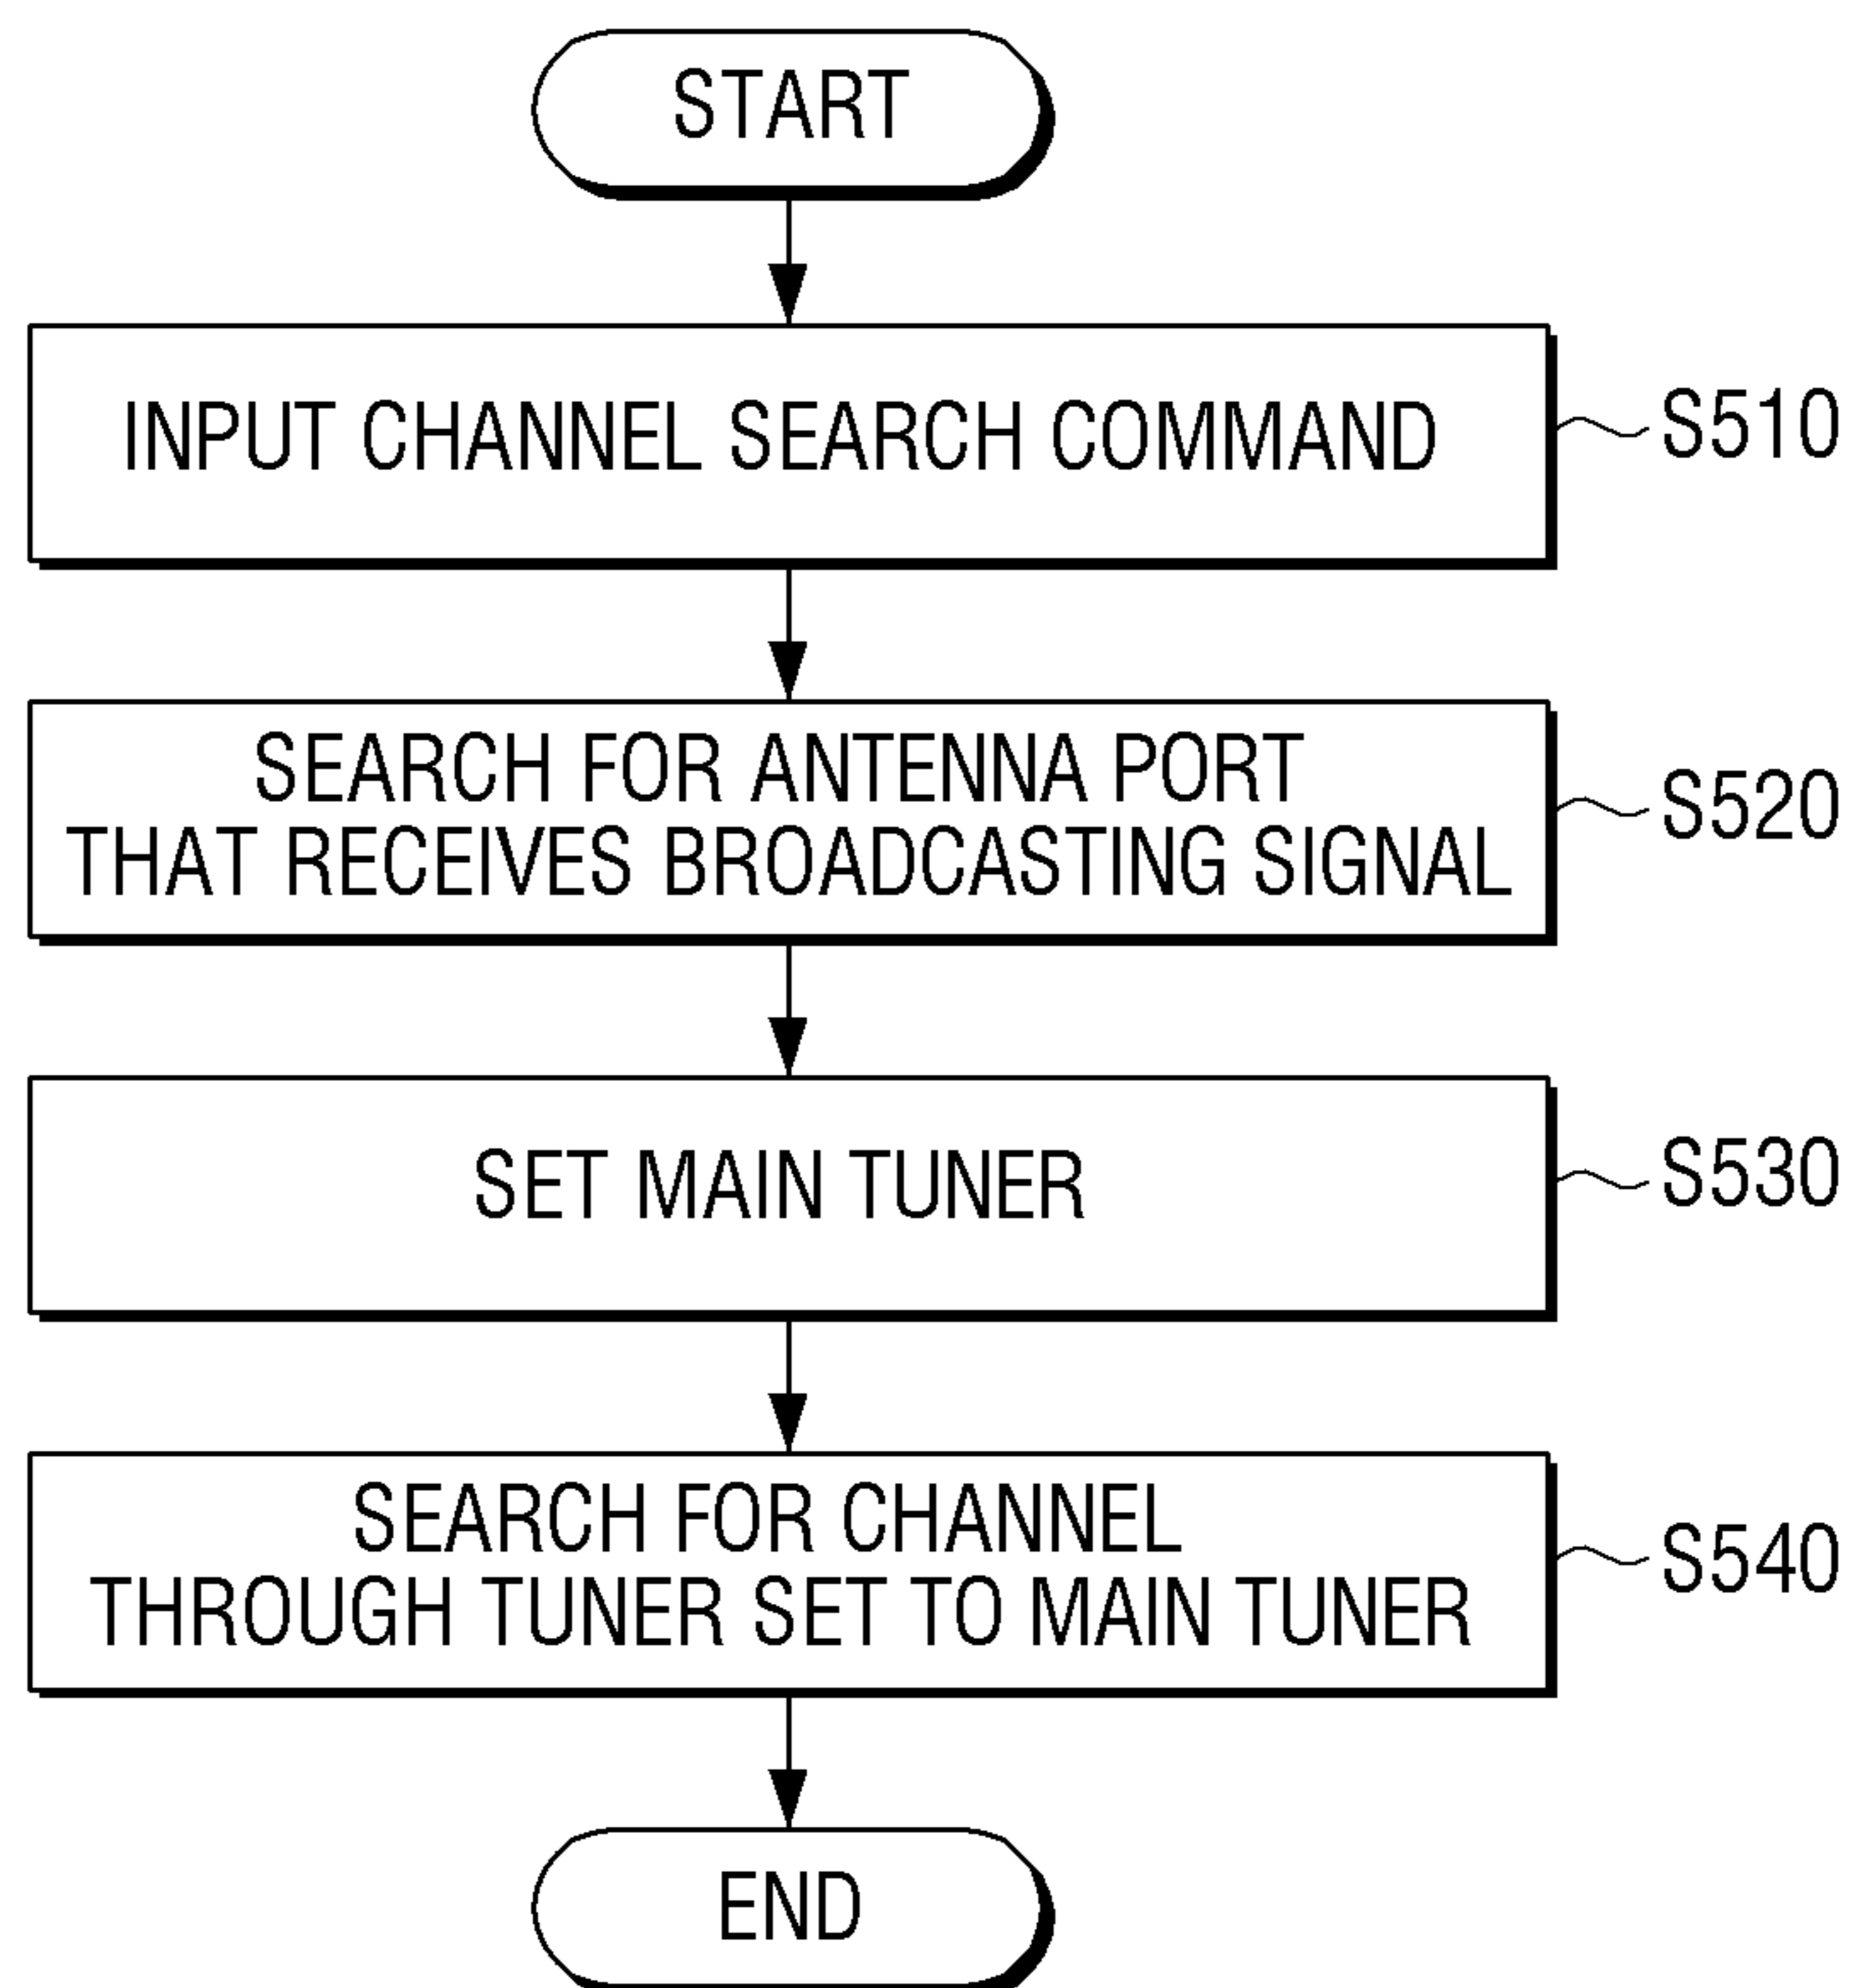 START
INPUT CHANNEL SEARCH COMMAND
S510
SEARCH FOR ANTENNA PORT
THAT RECEIVES BROADCASTING SIGNAL
S520
SET MAIN TUNER
S530
SEARCH FOR CHANNEL
THROUGH TUNER SET TO MAIN TUNER
S540
END